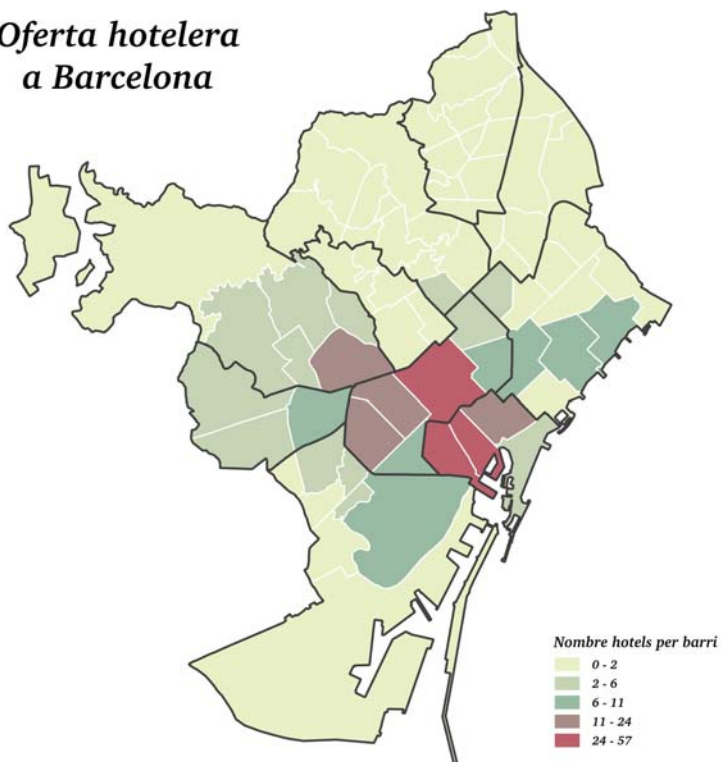 Oferta hotelera
a Barcelona
Nombre hotels per barri
0 - 2
2 - 6
6 - 11
11 - 24
24 - 57